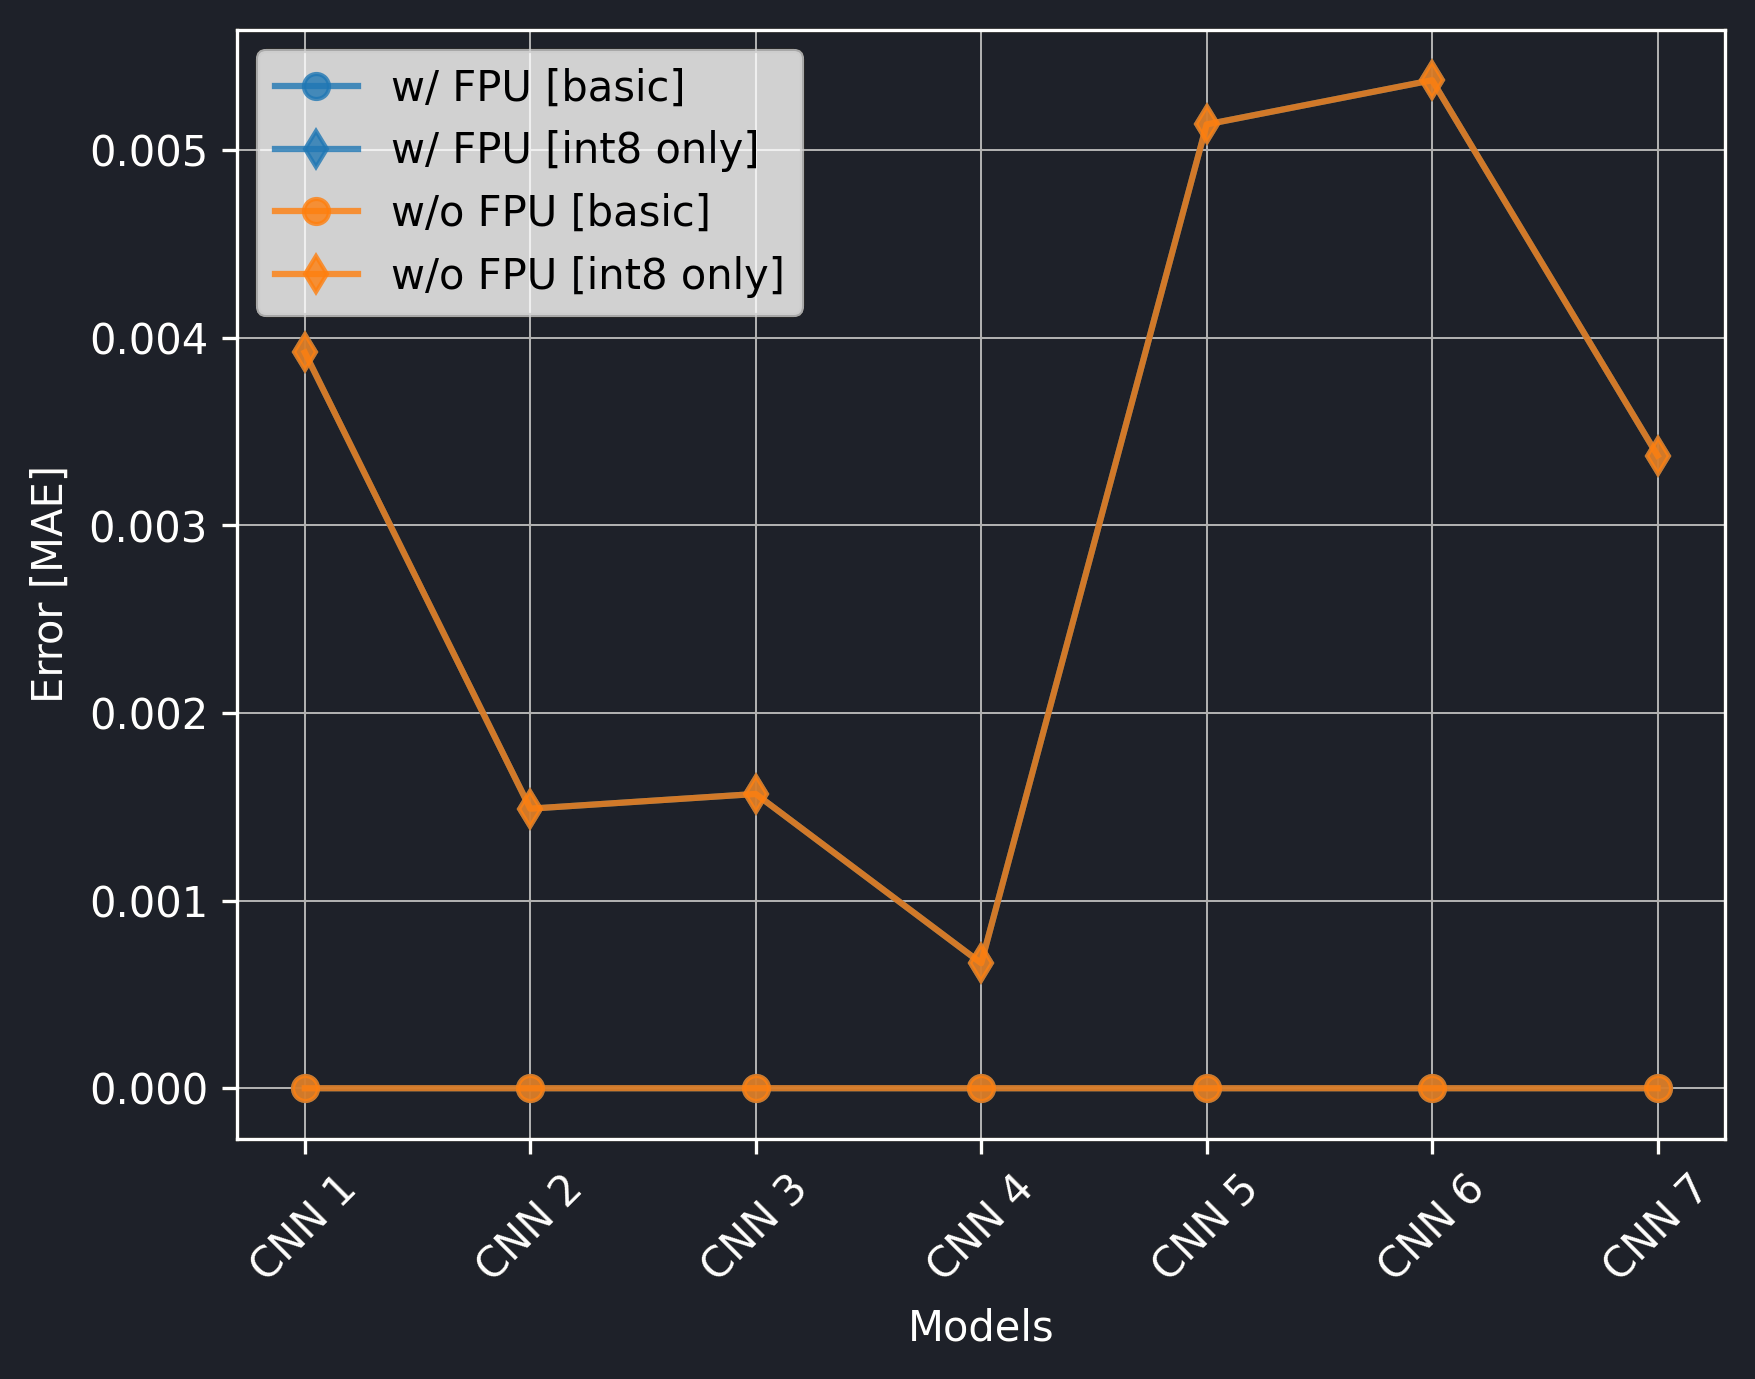 w/ FPU [basic]
w/ FPU [int8 only]
w/o FPU [basic]
w/o FPU [int8 only]
0.005
0.004
0.003
0.002
0.001
0.000
Error [MAE]
CNN 1
CNN 2
CNN 3
CNN 4
CNN 5
CNN 6
CNN 7
Models